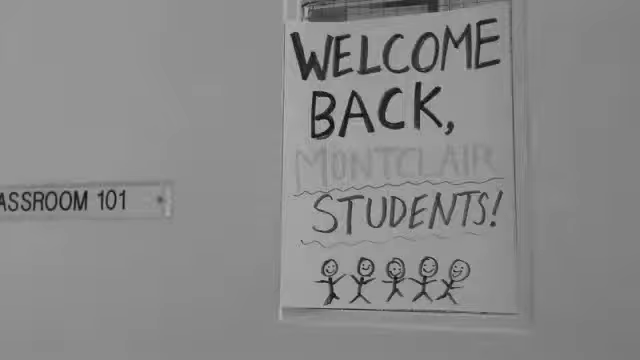 WELCOME
BACK,
MONTCLAIR
STUDENTS!
ASSROOM 101